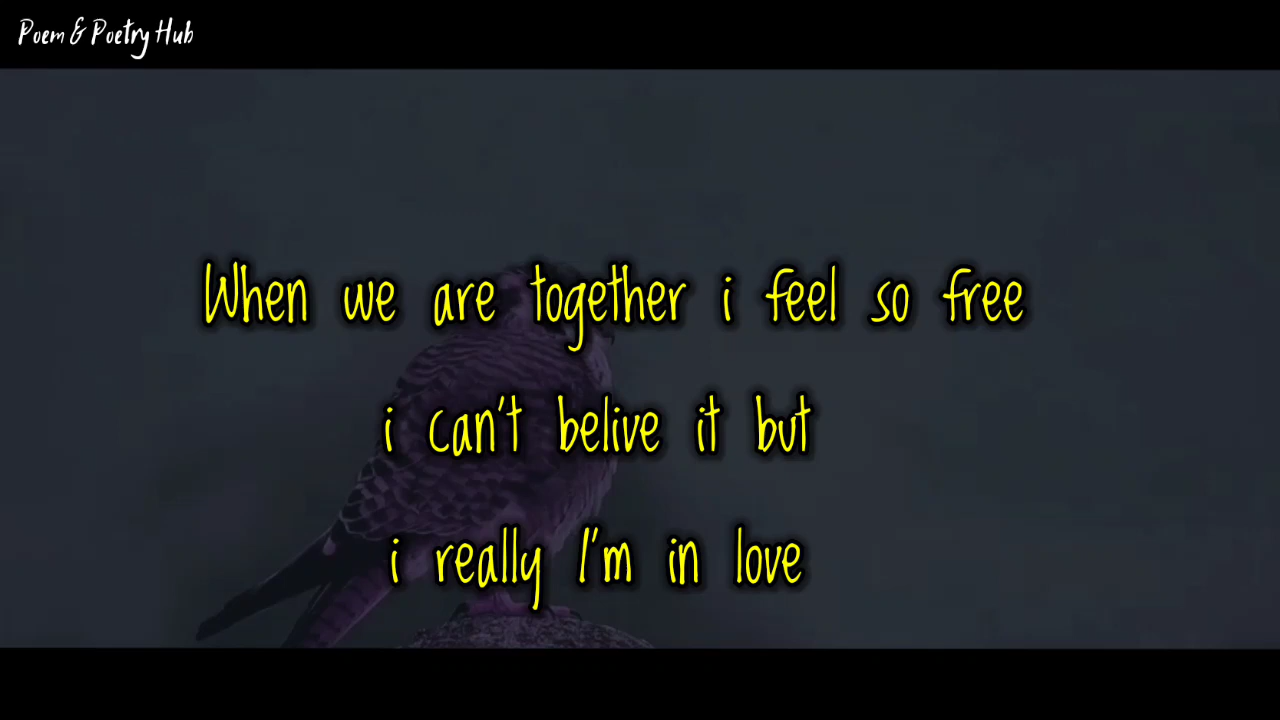 Poem & Poetry Hub
When we are together i feel so free
i can't belive it but
i really I'm in love